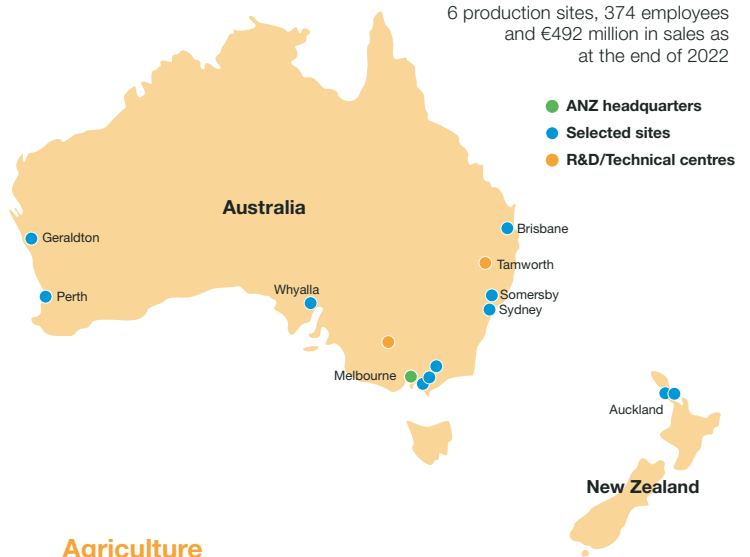 6 production sites, 374 employees
and €492 million in sales as
at the end of 2022
ANZ headquarters
Selected sites
R&D/Technical centres
Australia
Brisbane
Geraldton
Tamworth
Whyalla
Perth
Somersby
Sydney
Melbourne
Auckland
New Zealand
Agriculture